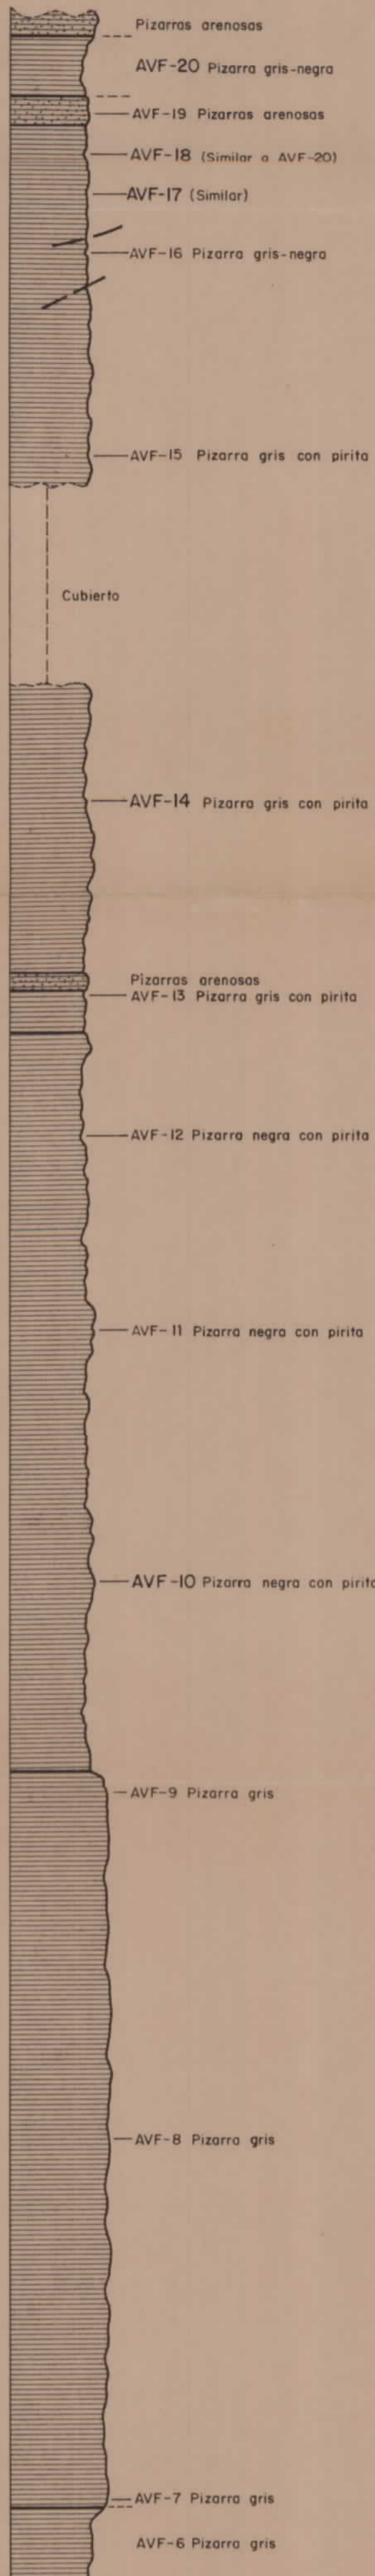 Pizarras arenosas
AVF-20 Pizarra gris-negra
AVF-19 Pizarras arenosas
AVF-18 (Similar a AVF-20)
AVF-17 (Similar)
AVF-16 Pizarra gris-negra
AVF-15 Pizarra gris con pirita
Cubierto
AVF-14 Pizarra gris con pirita
Pizarras arenosas
AVF-13 Pizarra gris con pirita
AVF-12 Pizarra negra con pirita
AVF-11 Pizarra negra con pirita
AVF-10 Pizarra negra con pirita
AVF-9 Pizarra gris
AVF-8 Pizarra gris
AVF-7 Pizarra gris
AVF-6 Pizarra gris